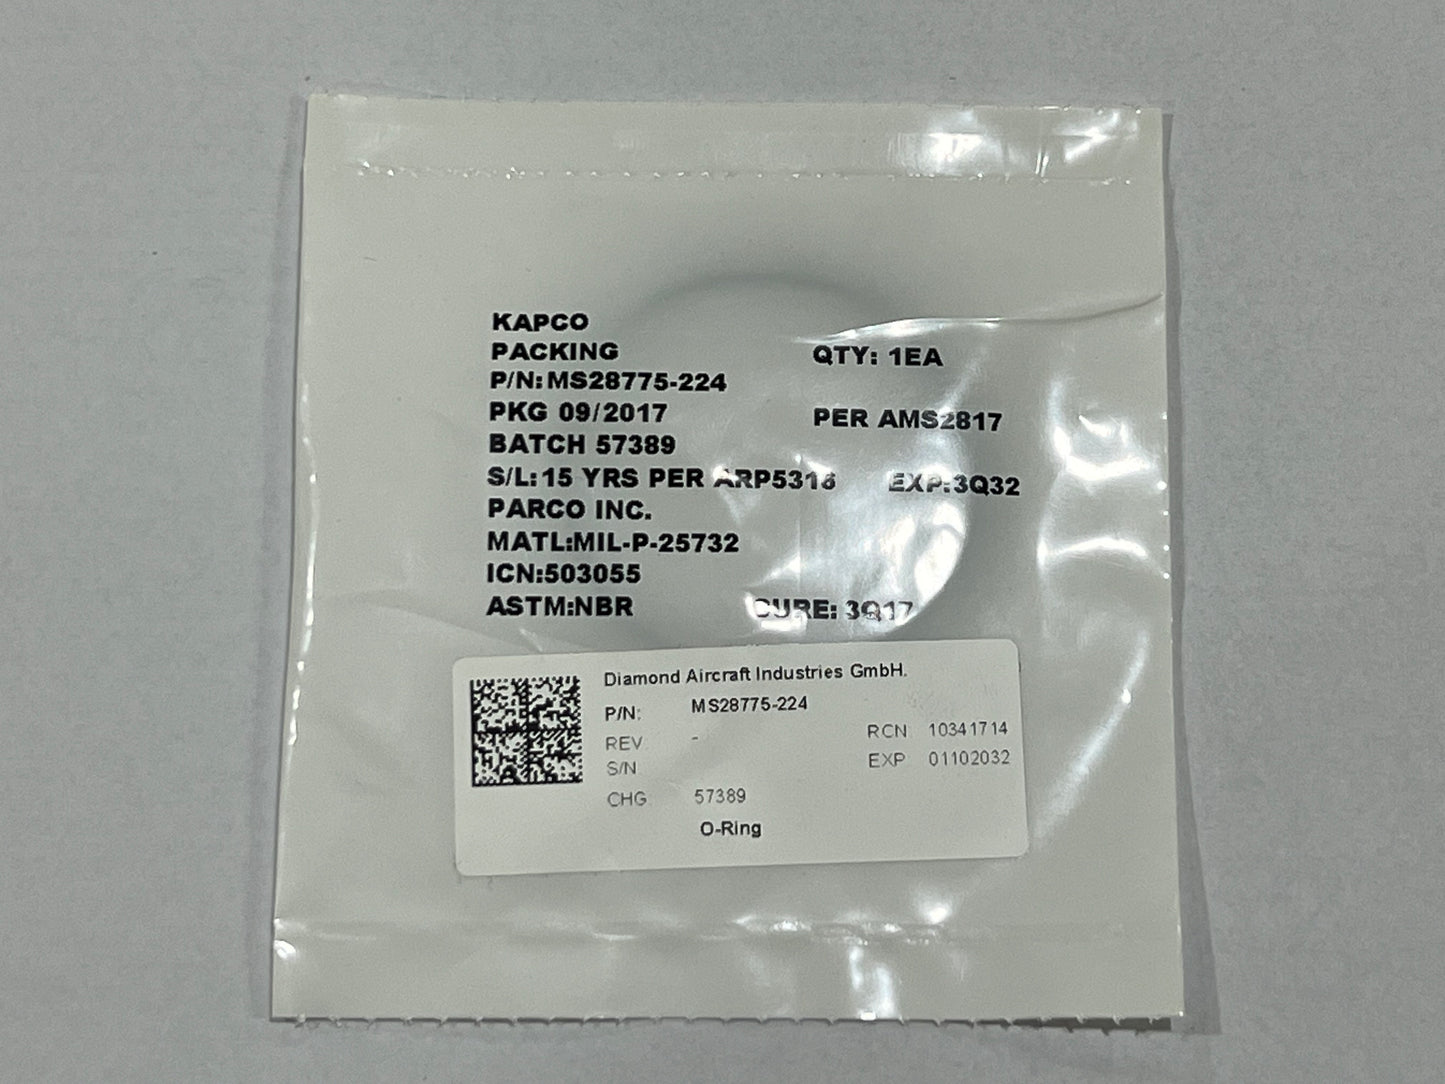 KAPCO
PACKING QTY: 1EA
P/N:MS28775-224
PKG 09/2017 PER AMS2817
BATCH 57389
S/L:15 YRS PER ARP5316 EXP:3Q32
PARCO INC.
MATL:MIL-P-25732
ICN:503055
ASTM:NBR CURE: 3Q17
Diamond Aircraft Industries GmbH.
P/N: MS28775-224
REV - RCN 10341714
S/N EXP 01102032
CHG 57389
O-Ring